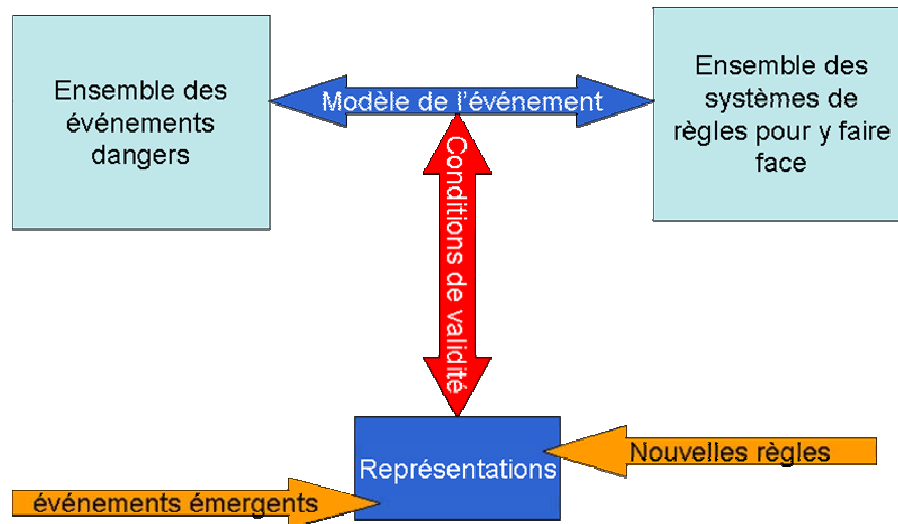 Ensemble des
événements
dangers
Modèle de l'événement
Ensemble des
systèmes de
règles pour y faire
face
Conditions de validité
Représentations
Nouvelles règles
événements émergents